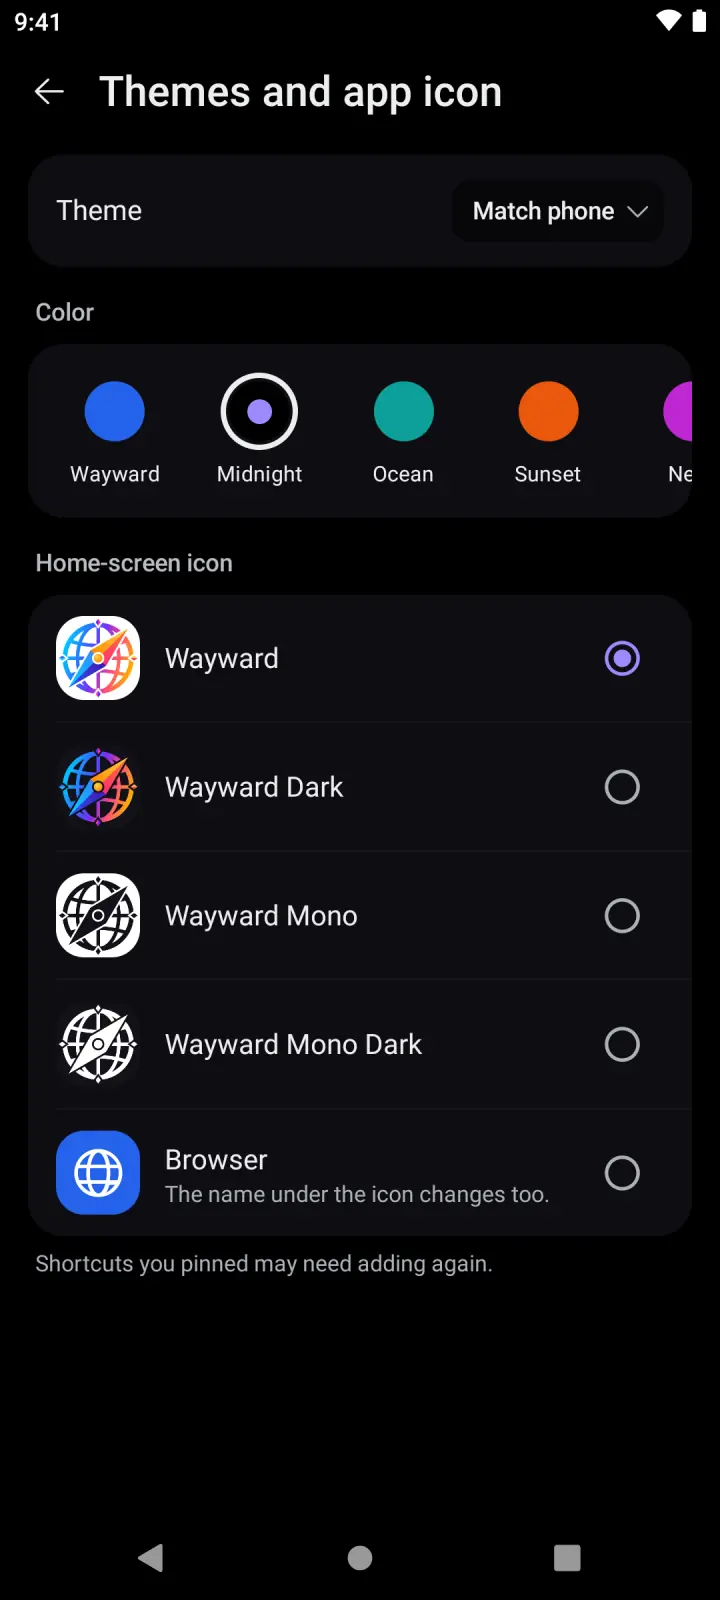 9:41
Themes and app icon
Theme
Match phone
Color
Wayward
Midnight
Ocean
Sunset
Ne
Home-screen icon
Wayward
Wayward Dark
Wayward Mono
Wayward Mono Dark
Browser
The name under the icon changes too.
Shortcuts you pinned may need adding again.